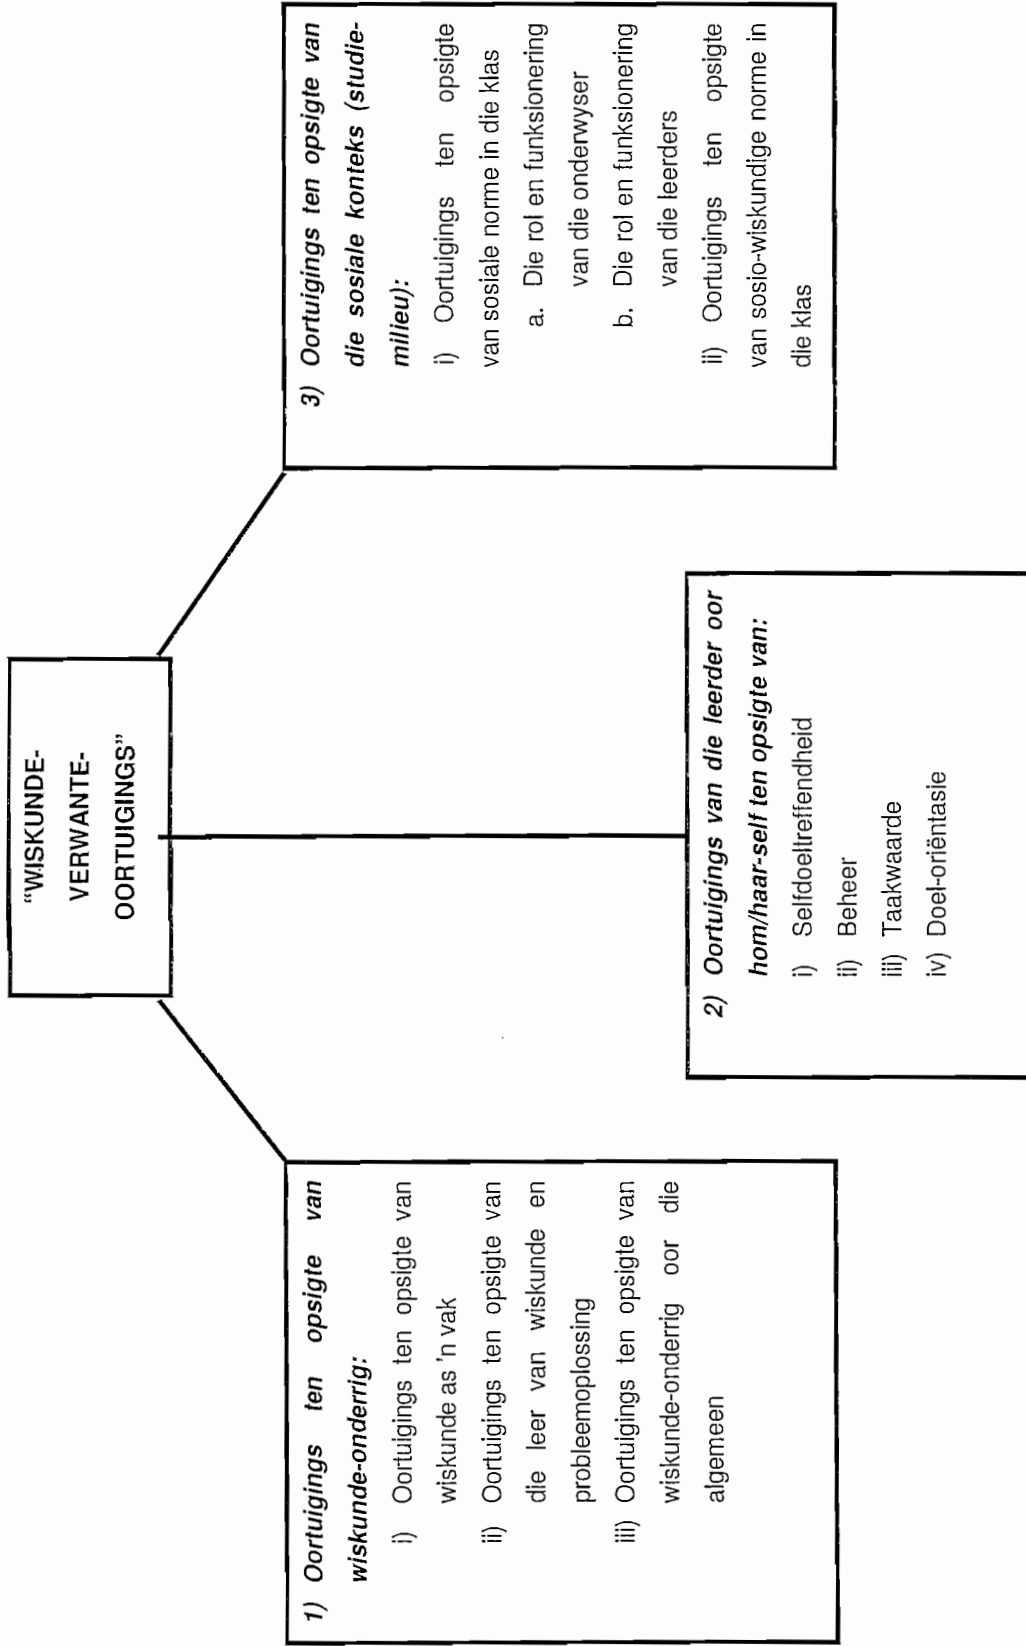 “WISKUNDE-
VERWANTE-
OORTUIGINGS”
1) Oortuigings ten opsigte van
wiskunde-onderrig:
i) Oortuigings ten opsigte van
wiskunde as 'n vak
ii) Oortuigings ten opsigte van
die leer van wiskunde en
probleemoplossing
iii) Oortuigings ten opsigte van
wiskunde-onderrig oor die
algemeen
2) Oortuigings van die leerder oor
hom/haar-self ten opsigte van:
i) Selfdoeltreffendheid
ii) Beheer
iii) Taakwaarde
iv) Doel-oriëntasie
3) Oortuigings ten opsigte van
die sosiale konteks (studie-
milieu):
i) Oortuigings ten opsigte
van sosiale norme in die klas
a. Die rol en funksionering
van die onderwyser
b. Die rol en funksionering
van die leerders
ii) Oortuigings ten opsigte
van sosio-wiskundige norme in
die klas